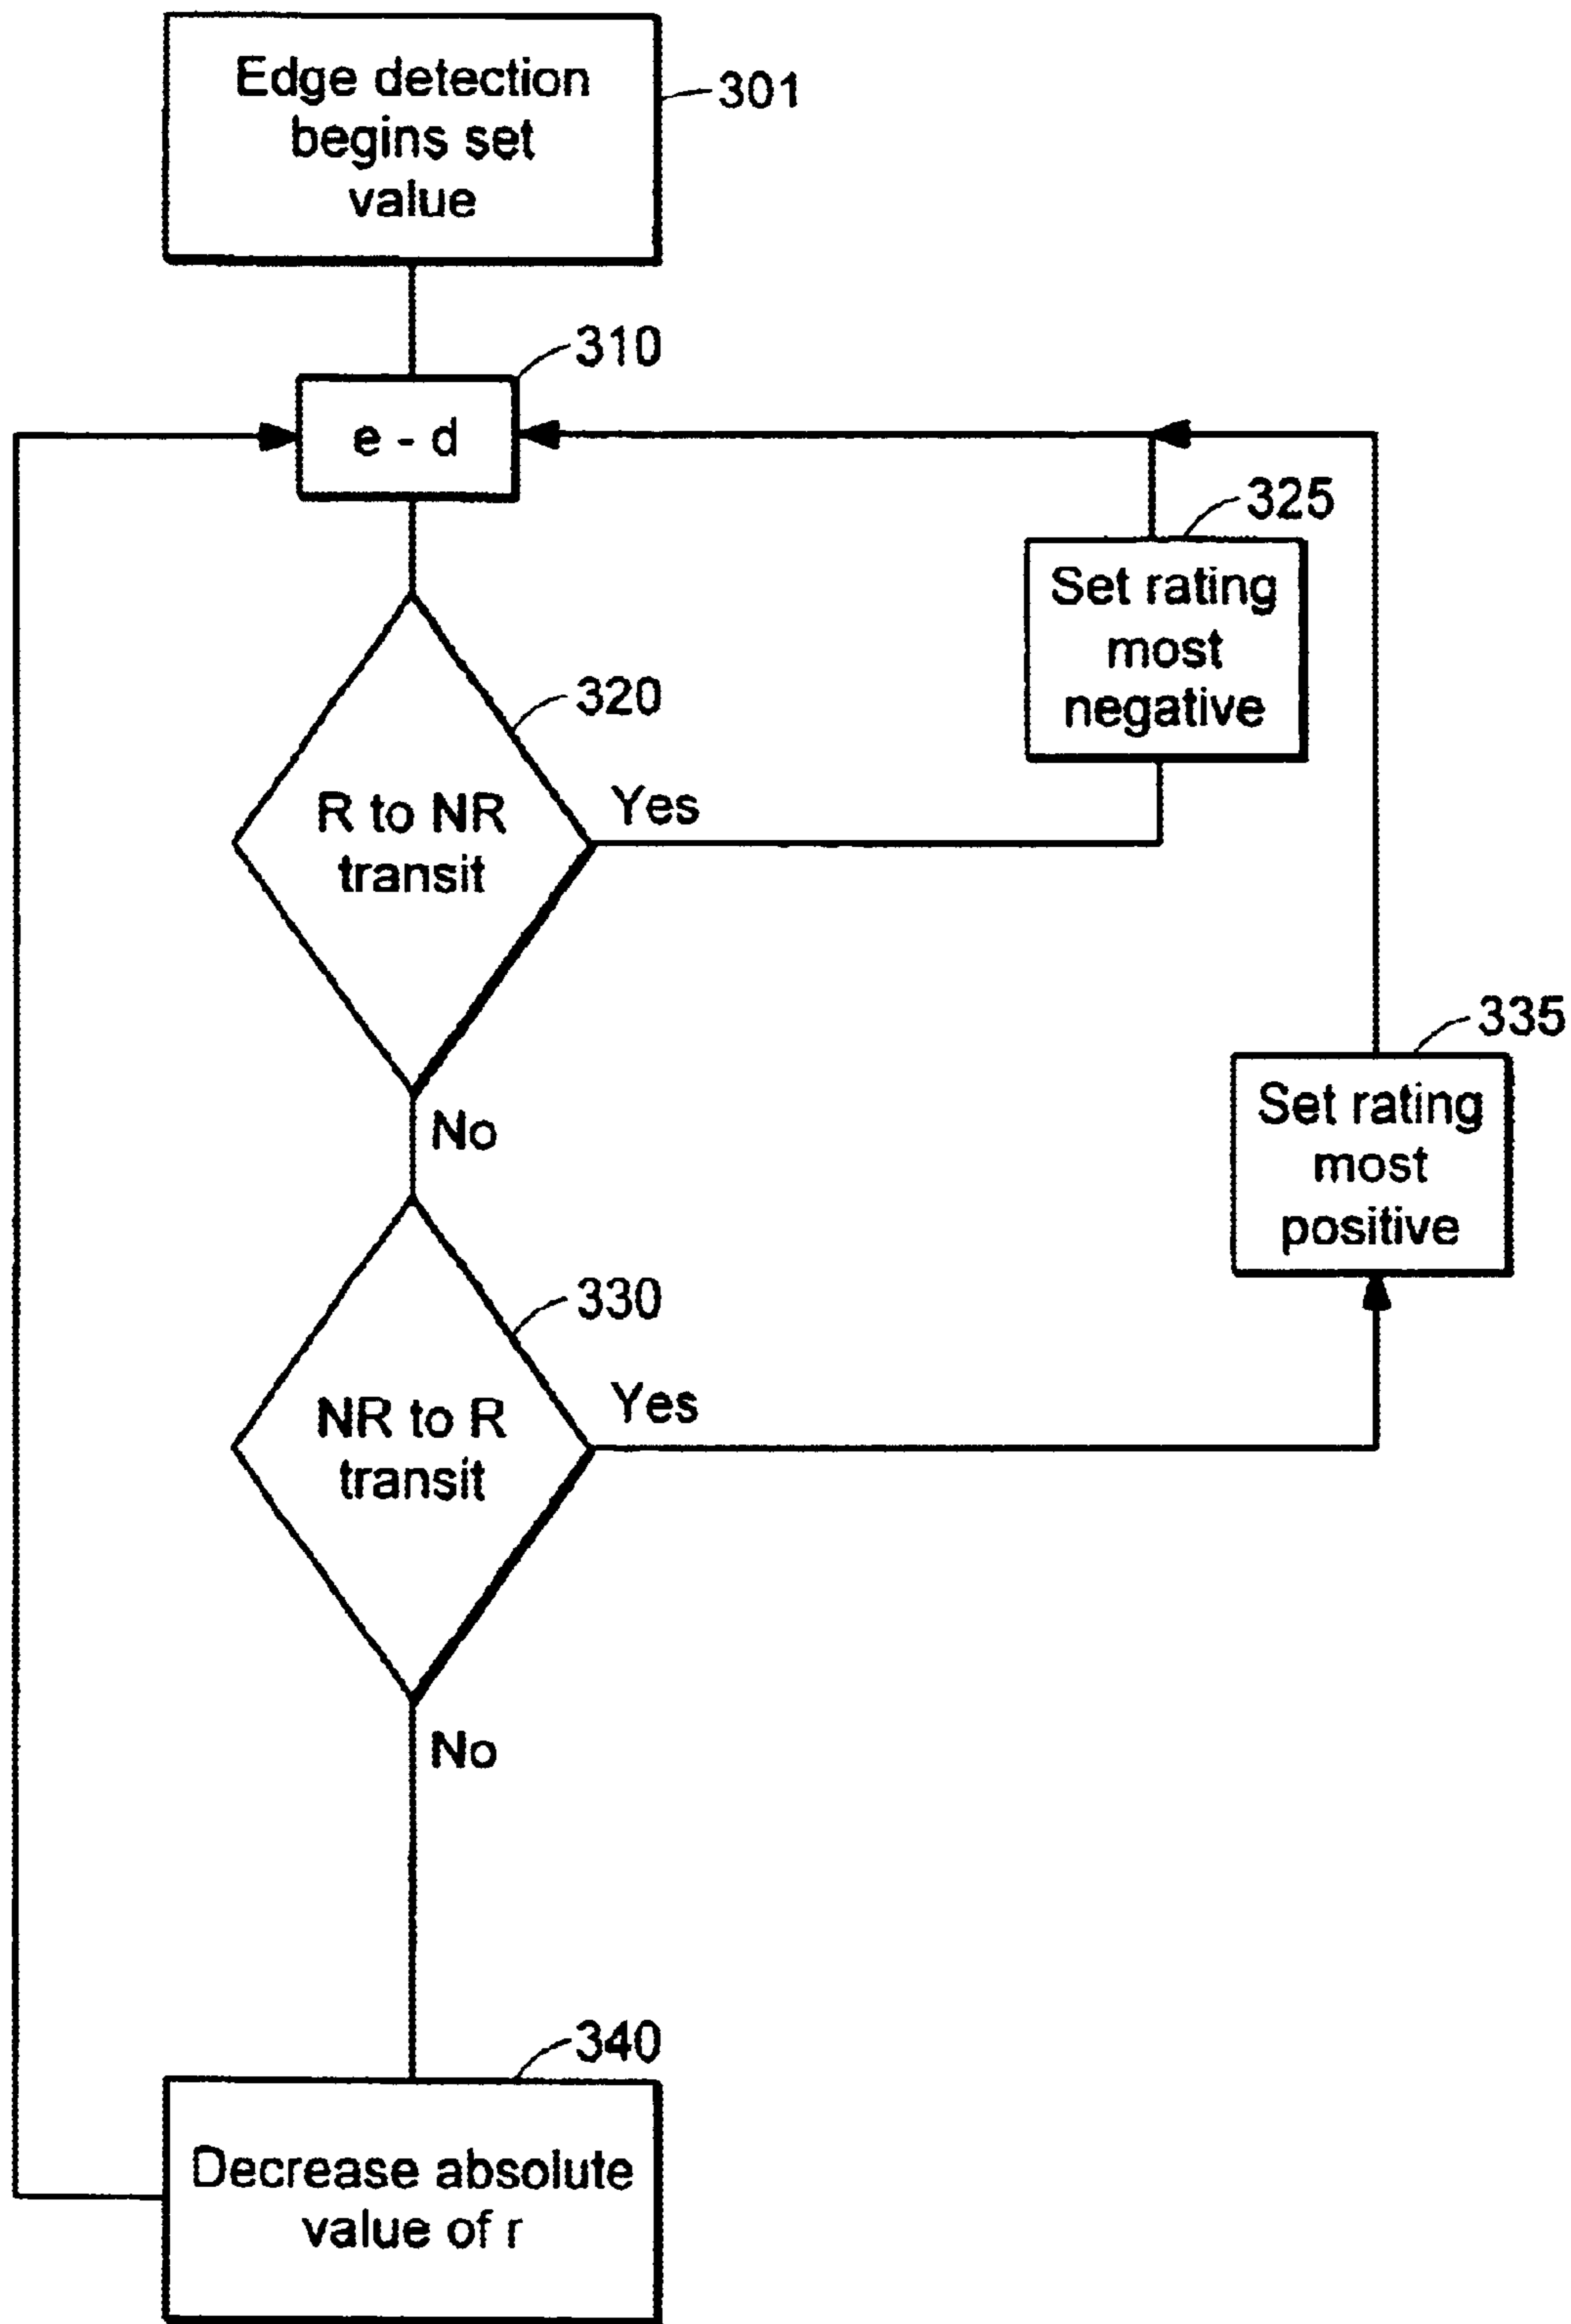 Edge detection
begins set
value
301
310
e - d
325
Set rating
most
negative
320
R to NR
transit
Yes
No
335
Set rating
most
positive
330
NR to R
transit
Yes
No
340
Decrease absolute
value of r